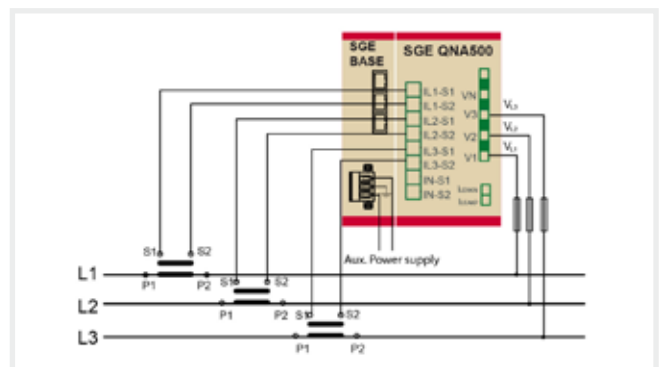 SGE BASE
SGE QNA500
IL1-S1
IL1-S2
IL2-S1
IL2-S2
IL3-S1
IL3-S2
IN-S1
IN-S2
VN
V3
V2
V1
VL3
VL2
VL1
Aux. Power supply
S1 S2
L1
P1 P2
S1 S2
L2
P1 P2
S1 S2
L3
P1 P2